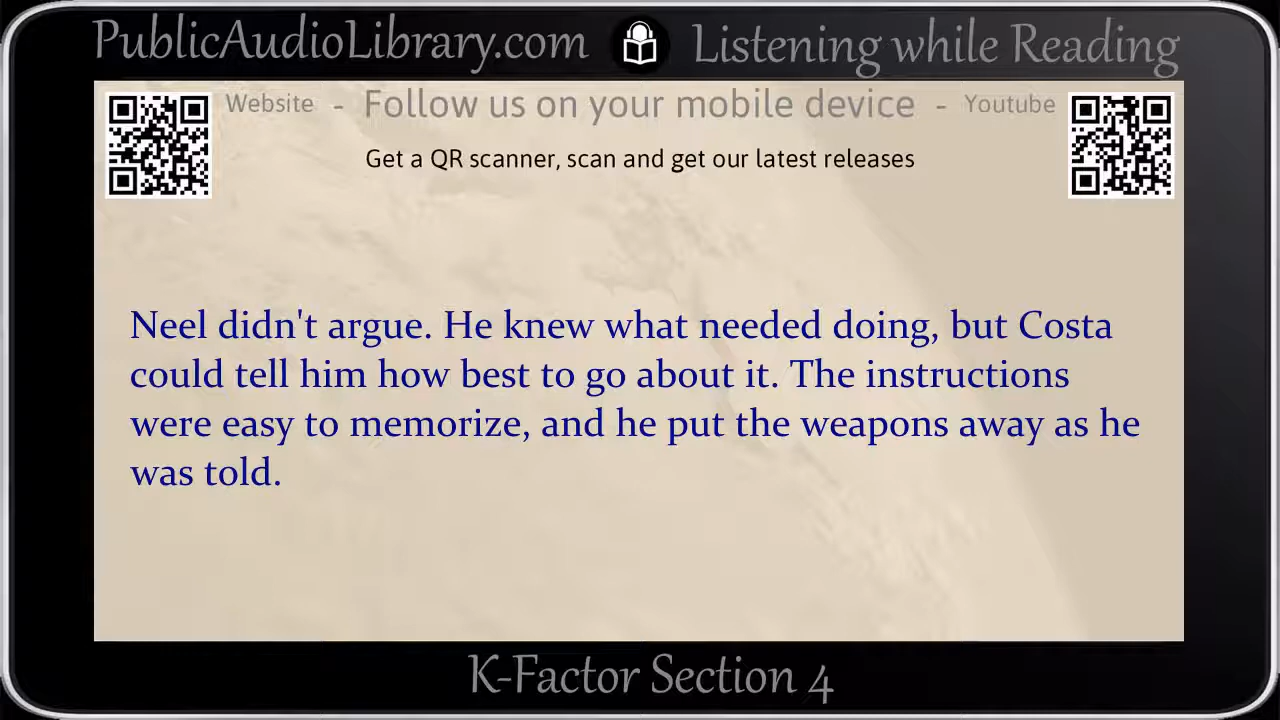 PublicAudioLibrary.com Listening while Reading
Website - Follow us on your mobile device - Youtube
Get a QR scanner, scan and get our latest releases
Neel didn't argue. He knew what needed doing, but Costa
could tell him how best to go about it. The instructions
were easy to memorize, and he put the weapons away as he
was told.
K-Factor Section 4